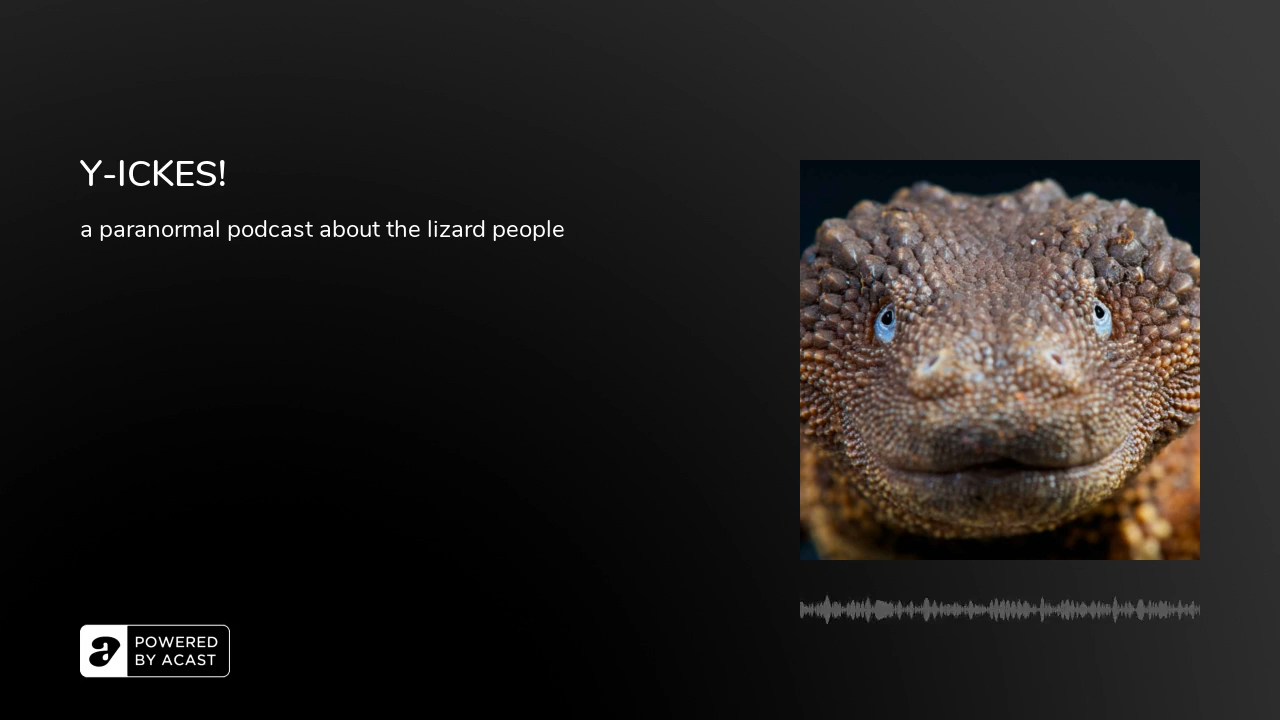 Y-ICKES!
a paranormal podcast about the lizard people
a POWERED
BY ACAST